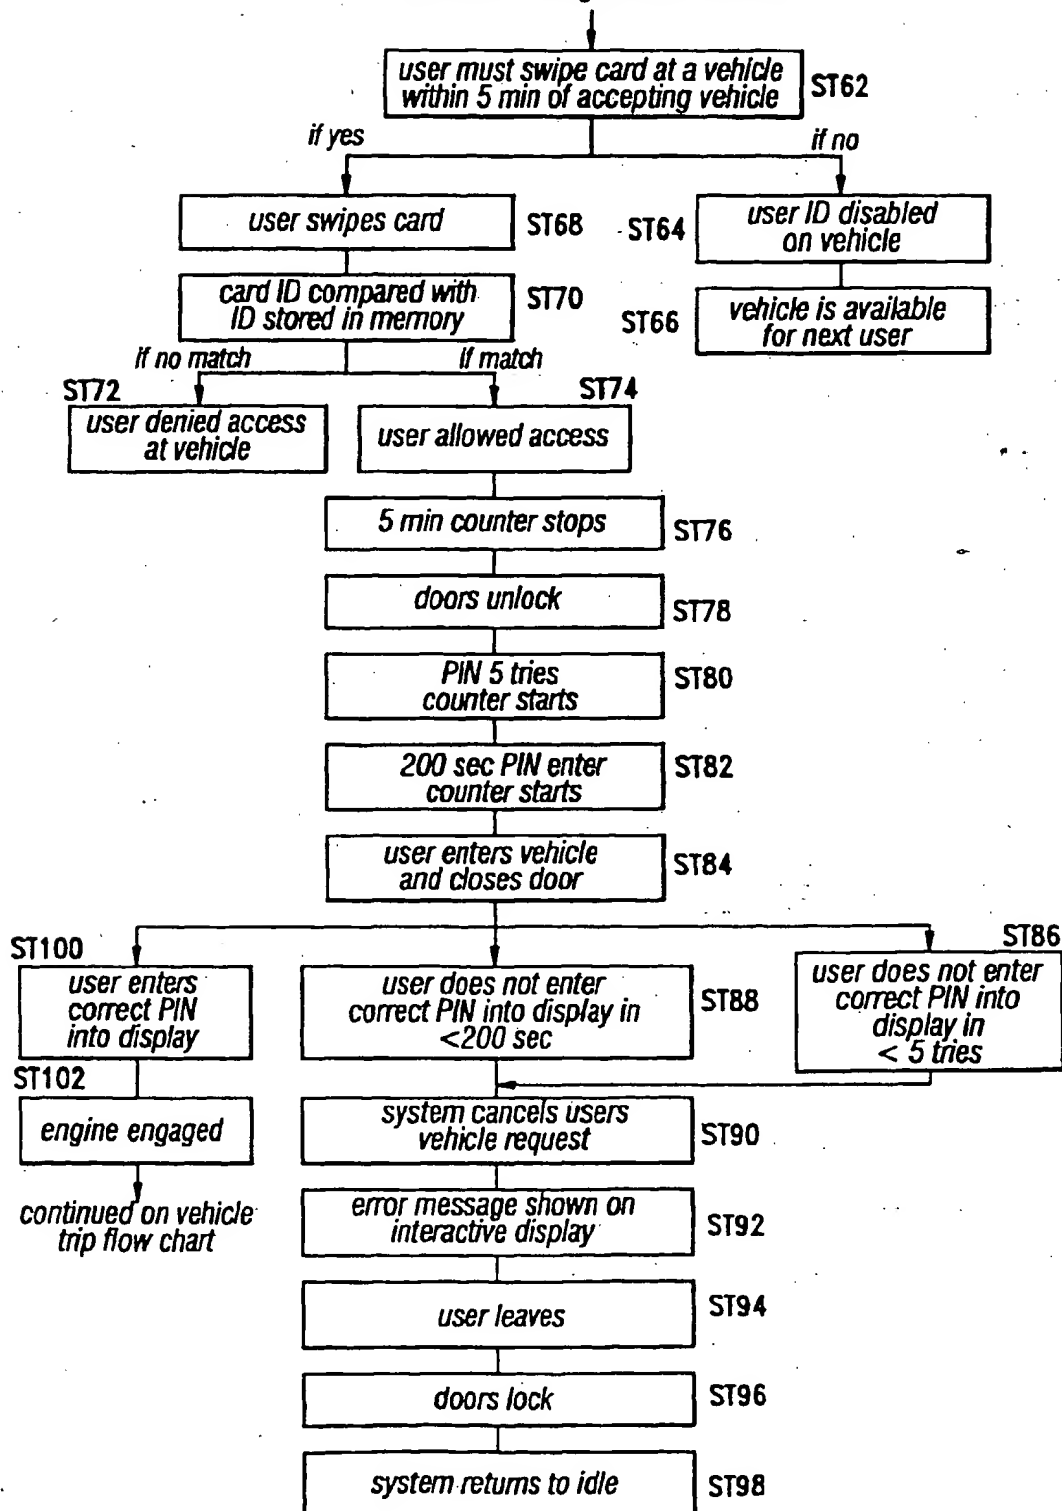 user must swipe card at a vehicle
within 5 min of accepting vehicle
ST62
if yes
if no
user swipes card
ST68
ST64
user ID disabled
on vehicle
card ID compared with
ID stored in memory
ST70
ST66
vehicle is available
for next user
if no match
if match
ST72
ST74
user denied access
at vehicle
user allowed access
5 min counter stops
ST76
doors unlock
ST78
PIN 5 tries
counter starts
ST80
200 sec PIN enter
counter starts
ST82
user enters vehicle
and closes door
ST84
ST100
user enters
correct PIN
into display
user does not enter
correct PIN into display in
<200 sec
ST88
ST86
user does not enter
correct PIN into
display in
< 5 tries
ST102
engine engaged
system cancels users
vehicle request
ST90
continued on vehicle
trip flow chart
error message shown on
interactive display
ST92
user leaves
ST94
doors lock
ST96
system returns to idle
ST98